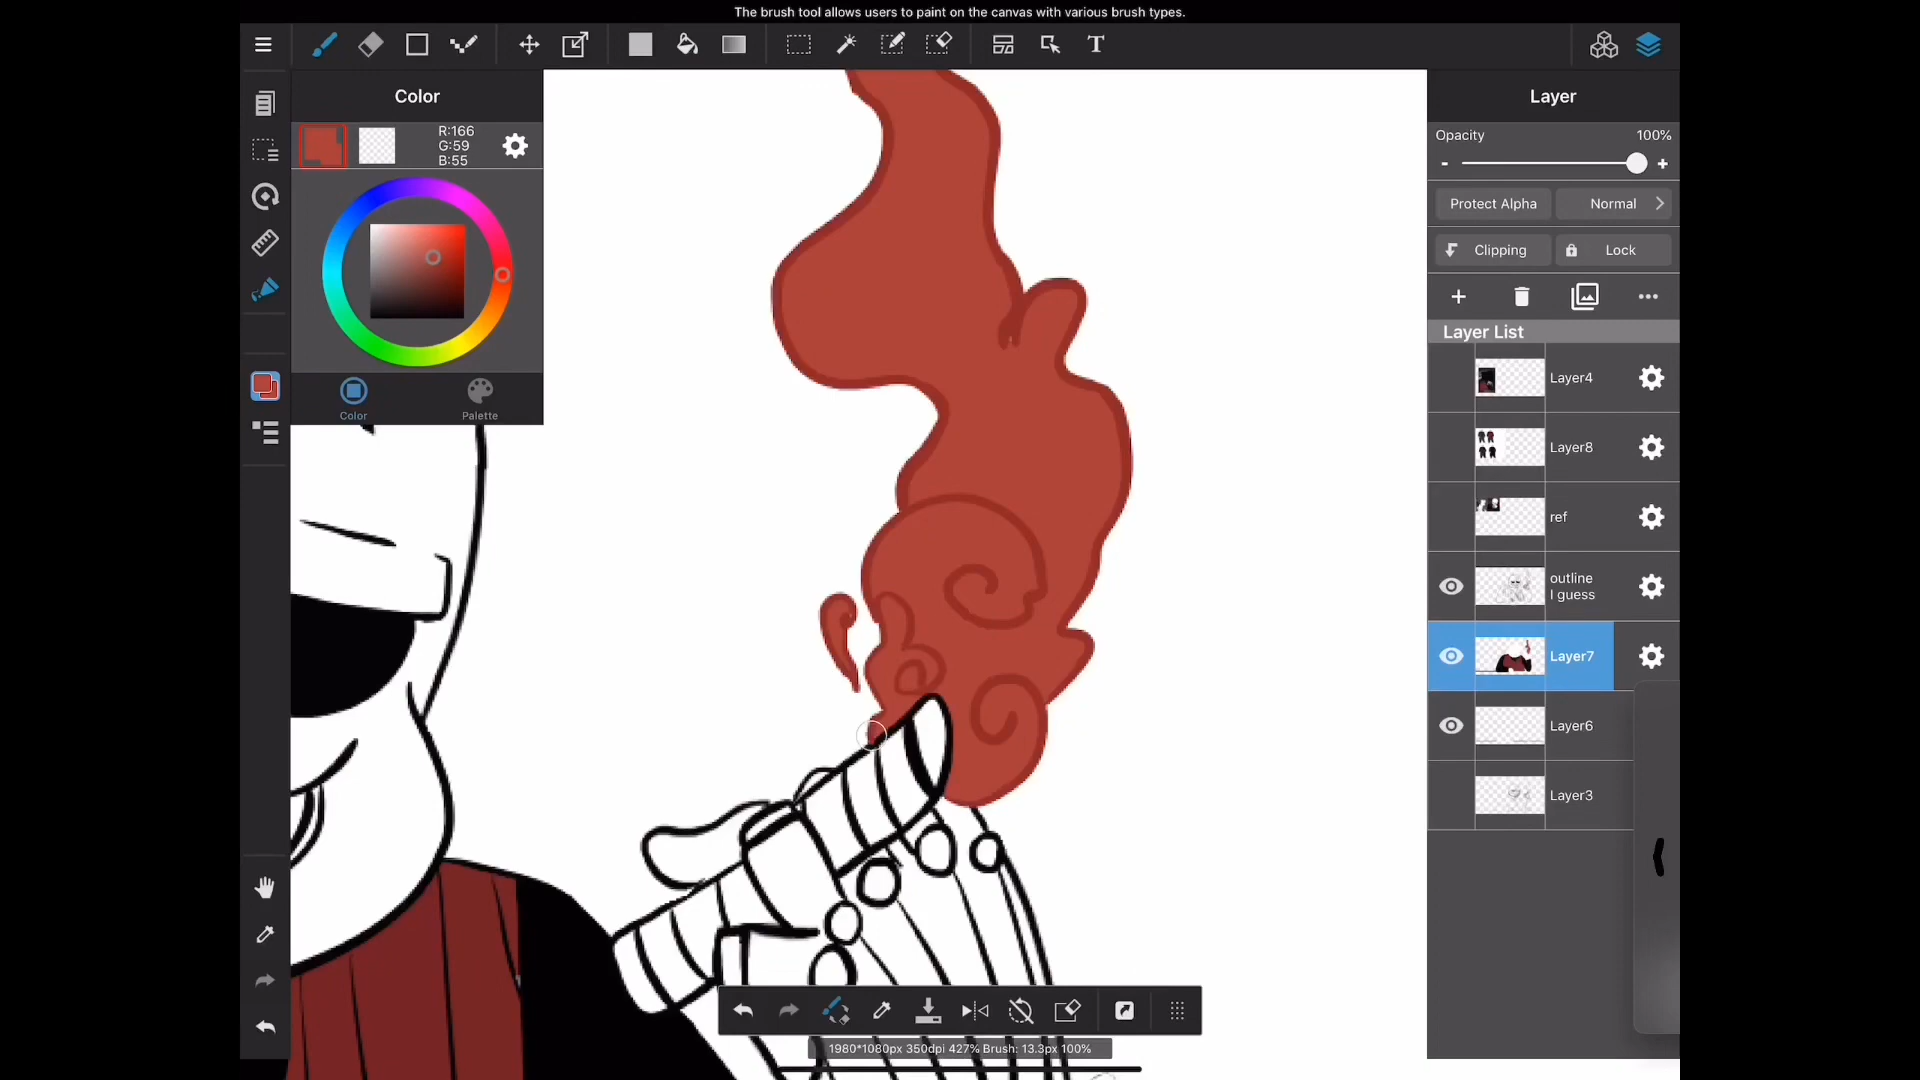 The brush tool allows users to paint on the canvas with various brush types.
T
Color
R:166
G:59
B:55
Color
Palette
Layer
Opacity
100%
-
+
Protect Alpha
Normal
Clipping
Lock
Layer List
Layer4
Layer8
ref
outline
I guess
Layer7
Layer6
Layer3
1980*1080px 350dpi 427% Brush: 13.3px 100%